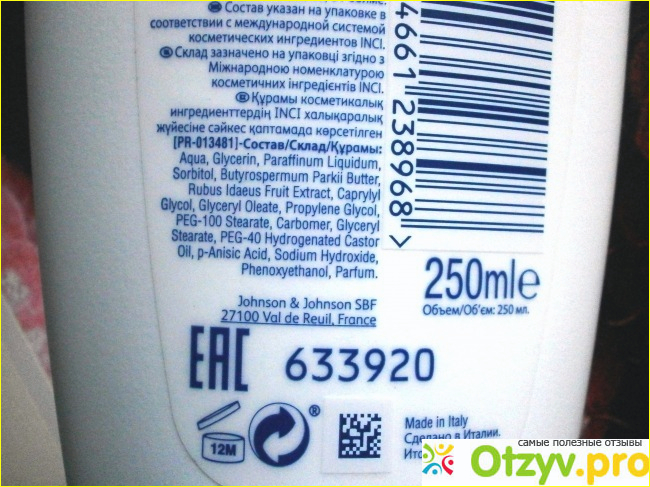 Состав указан на упаковке в
соответствии с международной системой
косметических ингредиентов INCI.
Склад зазначено на упаковці згідно з
Міжнародною номенклатурою
косметичних інгредієнтів INCI.
Құрамы косметикалық
ингредиенттердің INCI халықаралық
жүйесіне сәйкес қаптамада көрсетілген
[PR-013481]-Состав/Склад/Құрамы:
Aqua, Glycerin, Paraffinum Liquidum,
Sorbitol, Butyrospermum Parkii Butter,
Rubus Idaeus Fruit Extract, Caprylyl
Glycol, Glyceryl Oleate, Propylene Glycol,
PEG-100 Stearate, Carbomer, Glyceryl
Stearate, PEG-40 Hydrogenated Castor
Oil, p-Anisic Acid, Sodium Hydroxide,
Phenoxyethanol, Parfum.
4661 238968 >
250ml e
Объем/Об'єм: 250 мл.
Johnson & Johnson SBF
27100 Val de Reuil, France
EAC 633920
12M
®
Made in Italy
Сделано в Италии.
самые полезные отзывы
Otzyv.pro